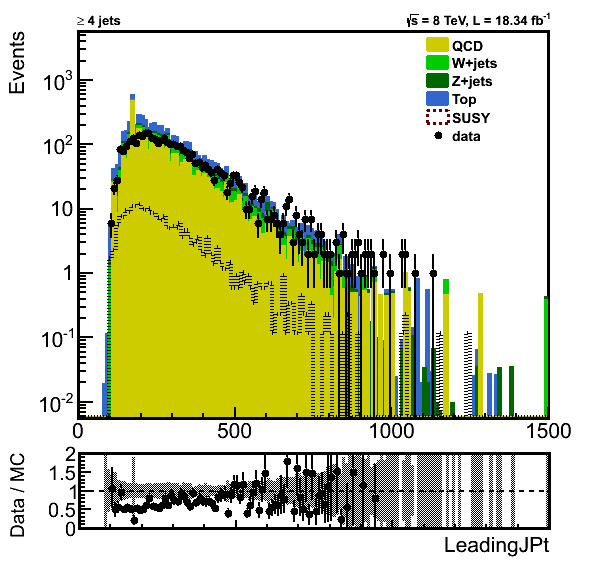 ≥ 4 jets
√s = 8 TeV, L = 18.34 fb⁻¹
Events
QCD
W+jets
Z+jets
Top
SUSY
data
10³
10²
10
1
10⁻¹
10⁻²
0 500 1000 1500
Data / MC
2
1.5
1
0.5
0
LeadingJPt